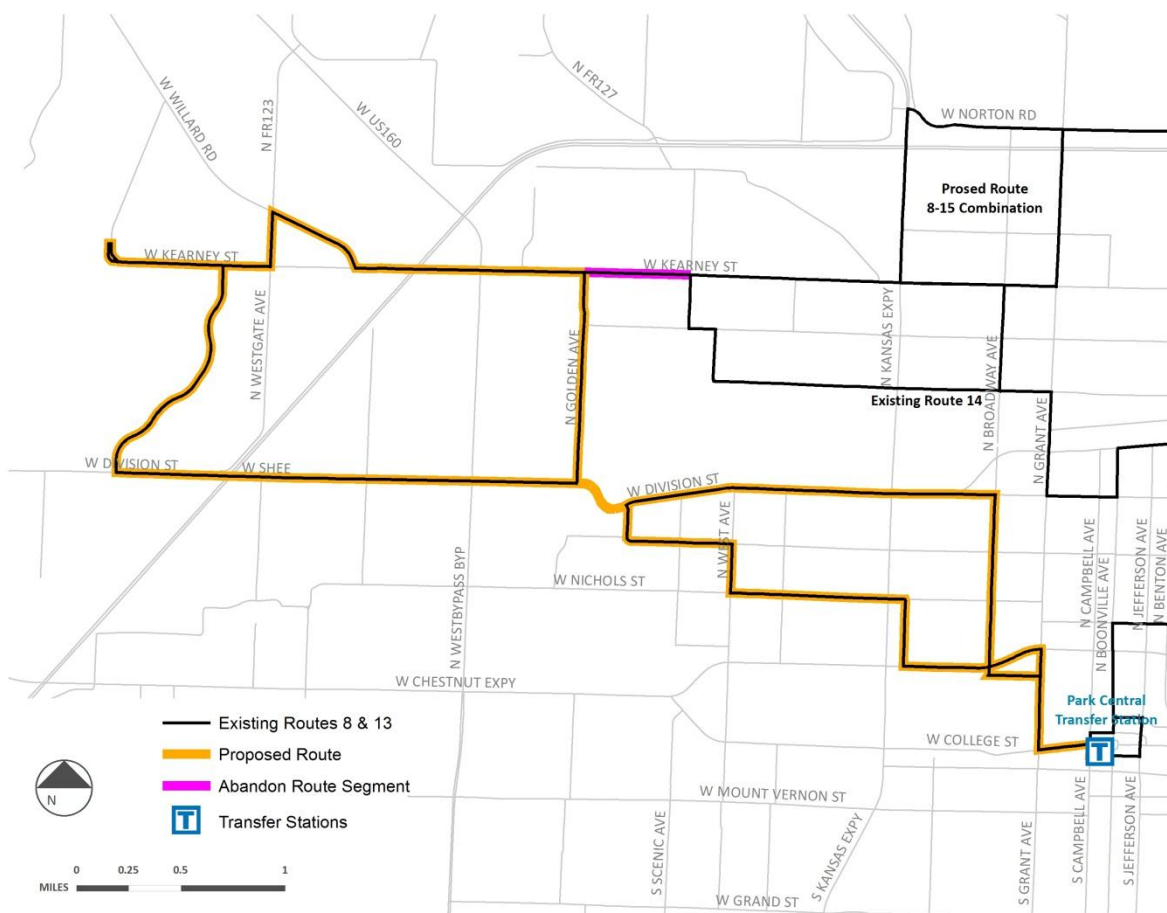 W WILLARD RD
N FR123
W US160
N FR127
W NORTON RD
Prosed Route
8-15 Combination
W KEARNEY ST
W KEARNEY ST
N WESTGATE AVE
N GOLDEN AVE
N KANSAS EXPY
N BROADWAY AVE
Existing Route 14
N GRANT AVE
W DIVISION ST
W SHEE
W DIVISION ST
N WEST AVE
W NICHOLS ST
N WESTBYPASS BYP
N CAMPBELL AVE
N BOONVILLE AVE
N JEFFERSON AVE
N BENTON AVE
W CHESTNUT EXPY
Park Central
Transfer Station
W COLLEGE ST
T
W MOUNT VERNON ST
S SCENIC AVE
S KANSAS EXPY
S GRANT AVE
S CAMPBELL AVE
S JEFFERSON AVE
W GRAND ST
Existing Routes 8 & 13
Proposed Route
Abandon Route Segment
T Transfer Stations
N
0 0.25 0.5 1
MILES